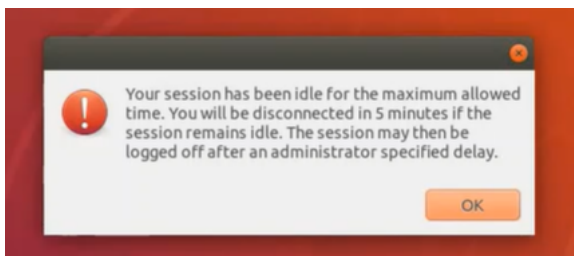 Your session has been idle for the maximum allowed
time. You will be disconnected in 5 minutes if the
session remains idle. The session may then be
logged off after an administrator specified delay.
OK